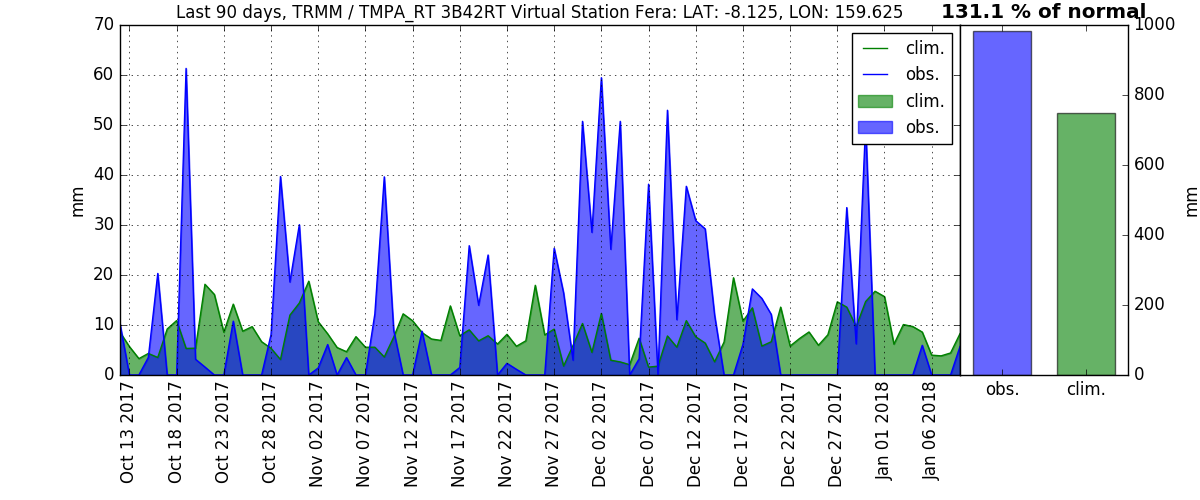 Last 90 days, TRMM / TMPA_RT 3B42RT Virtual Station Fera: LAT: -8.125, LON: 159.625
131.1 % of normal
70
60
50
40
30
20
10
0
mm
clim.
obs.
clim.
obs.
1000
800
600
400
200
0
mm
obs.
clim.
Oct 13 2017
Oct 18 2017
Oct 23 2017
Oct 28 2017
Nov 02 2017
Nov 07 2017
Nov 12 2017
Nov 17 2017
Nov 22 2017
Nov 27 2017
Dec 02 2017
Dec 07 2017
Dec 12 2017
Dec 17 2017
Dec 22 2017
Dec 27 2017
Jan 01 2018
Jan 06 2018